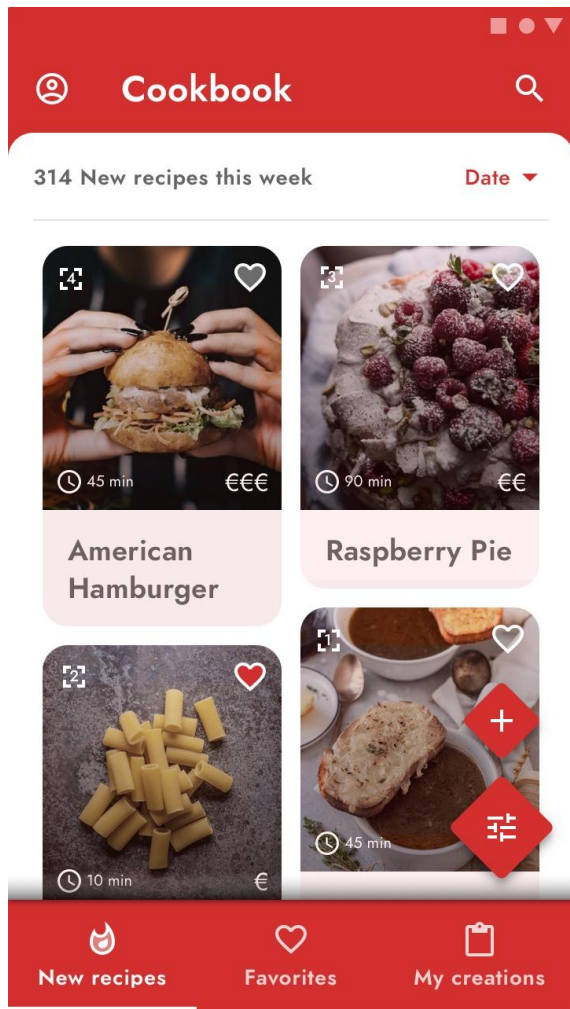 Cookbook
314 New recipes this week
Date
4
45 min
€€€
American
Hamburger
3
90 min
€€
Raspberry Pie
2
10 min
€
1
45 min
New recipes
Favorites
My creations